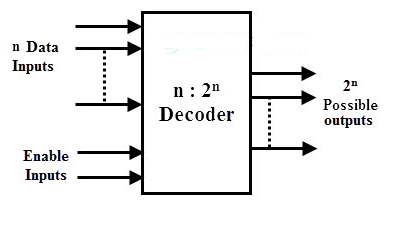 n Data
Inputs
n : 2ⁿ
Decoder
2ⁿ
Possible
outputs
Enable
Inputs